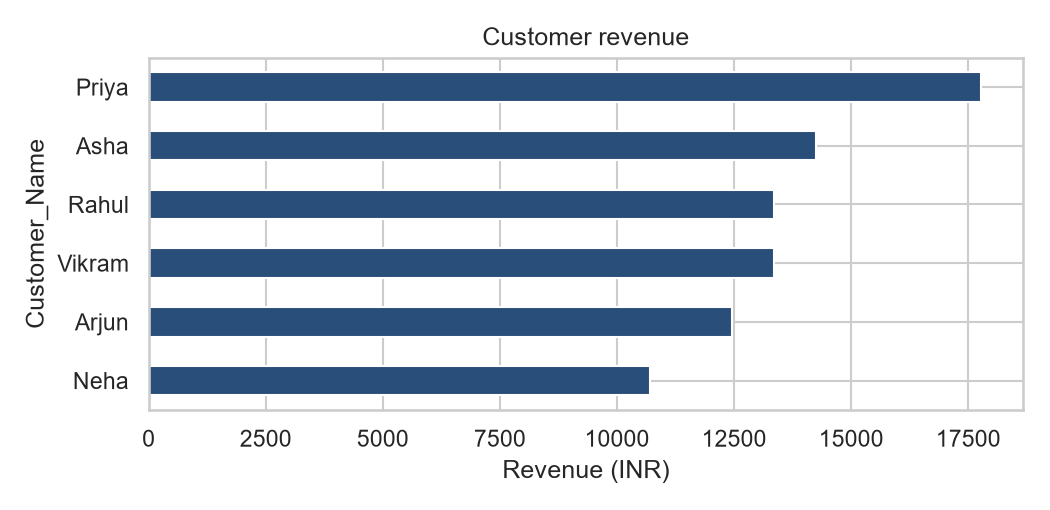 Customer revenue
Customer_Name
Priya
Asha
Rahul
Vikram
Arjun
Neha
0 2500 5000 7500 10000 12500 15000 17500
Revenue (INR)